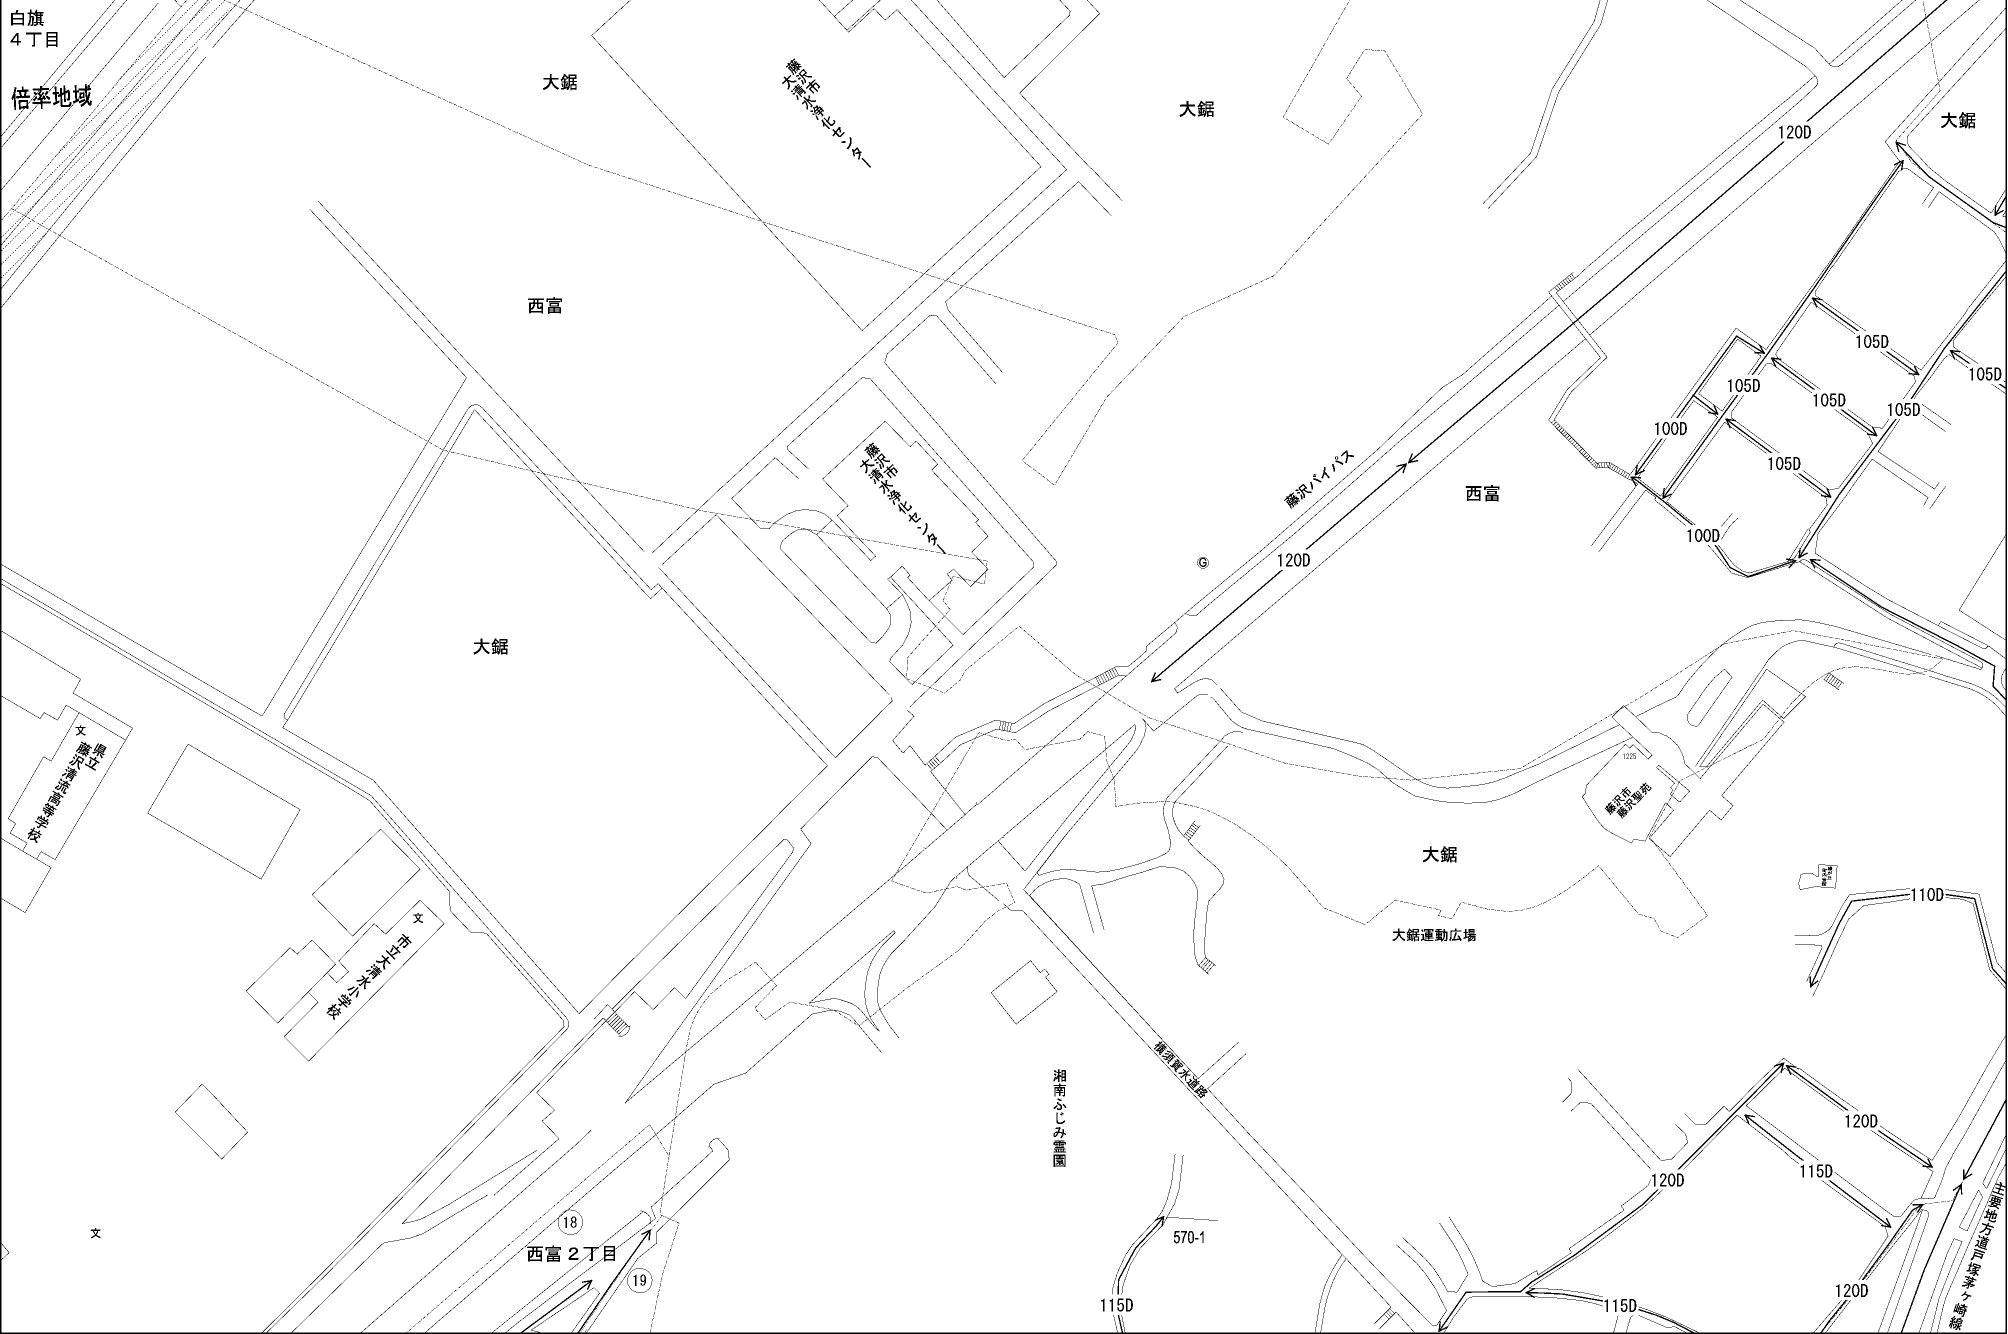 白旗
４丁目
倍率地域
大鋸
藤沢市
大清水浄化センター
大鋸
大鋸
120D
西富
105D
105D
105D
105D
105D
100D
105D
100D
藤沢市
大清水浄化センター
藤沢バイパス
西富
120D
G
大鋸
文
県立
藤沢清流高等学校
1225
藤沢市
藤沢聖苑
大鋸
110D
文
市立大清水小学校
大鋸運動広場
横須賀水道路
湘南ふじみ霊園
120D
115D
120D
主要地方道戸塚茅ヶ崎線
文
18
西富２丁目
19
570-1
115D
115D
120D